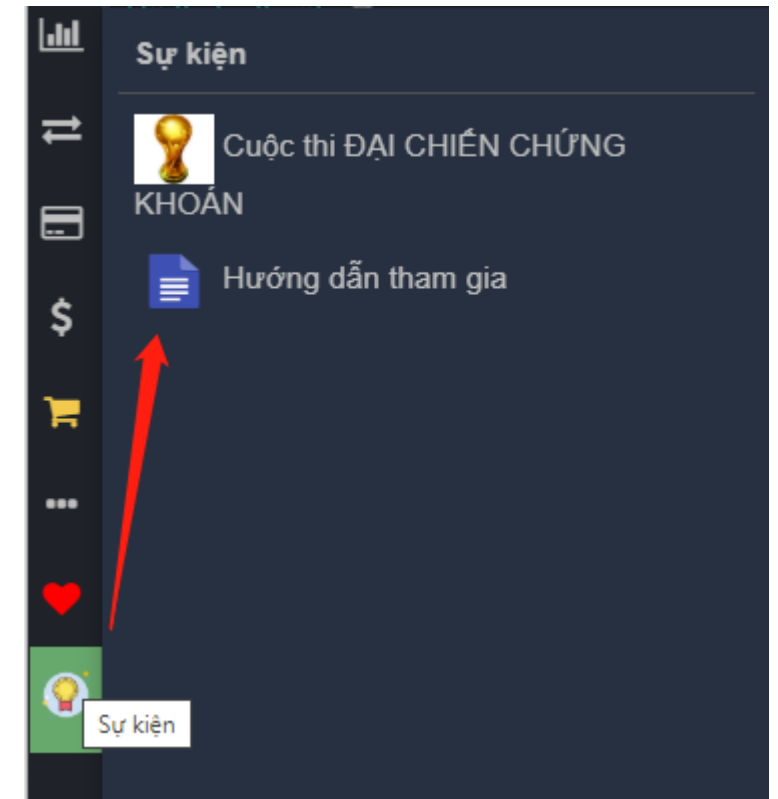 Sự kiện
Cuộc thi ĐẠI CHIẾN CHỨNG
KHOÁN
Hướng dẫn tham gia
Sự kiện